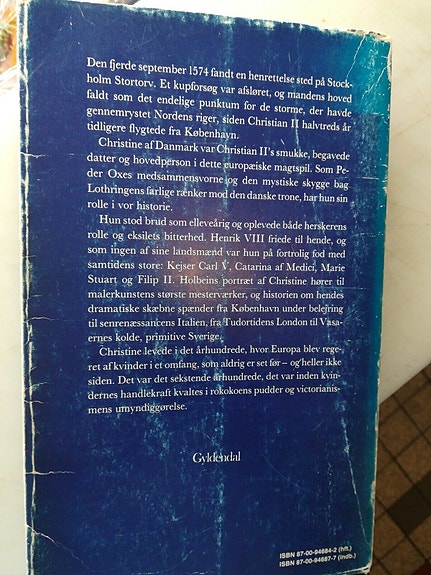 Den fjerde september 1574 fandt en henrettelse sted på Stock-
holm Stortorv. Et kupforsøg var afsløret, og mandens hoved
faldt som det endelige punktum for de storme, der havde
gennemrystet Nordens riger, siden Christian II halvtreds år
tidligere flygtede fra København.
Christine af Danmark var Christian II's smukke, begavede
datter og hovedperson i dette europæiske magtspil. Som Pe-
der Oxes medsammensvorne og den mystiske skygge bag
Lothringens farlige rænker mod den danske trone, har hun sin
rolle i vor historie.
Hun stod brud som elleveårig og oplevede både herskerens
rolle og eksilets bitterhed. Henrik VIII friede til hende, og
som ingen af sine landsmænd var hun på fortrolig fod med
samtidens store: Kejser Carl V, Catarina af Medici, Marie
Stuart og Filip II. Holbeins portræt af Christine hører til
malerkunstens største mesterværker, og historien om hendes
dramatiske skæbne spænder fra København under belejring
til senrenæssancens Italien, fra Tudortidens London til Vasa-
ernes kolde, primitive Sverige.
Christine levede i det århundrede, hvor Europa blev rege-
ret af kvinder i et omfang, som aldrig er set før – og heller ikke
siden. Det var det sekstende århundrede, det var inden kvin-
dernes handlekraft kvaltes i rokokoens pudder og victorianis-
mens umyndiggørelse.
Gyldendal
ISBN 87-00-94684-2 (hft.)
ISBN 87-00-94687-7 (indb.)